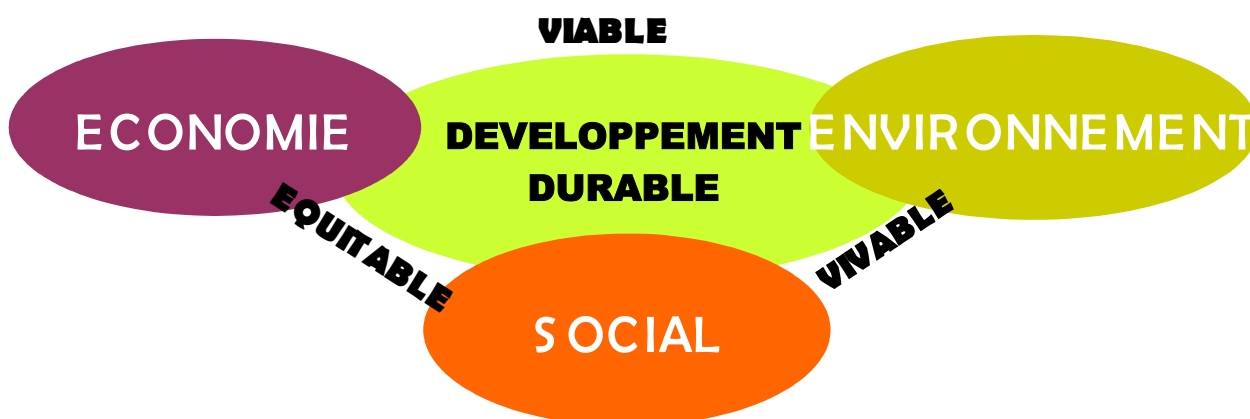 VIABLE
ECONOMIE
DEVELOPPEMENT
DURABLE
ENVIRONNEMENT
EQUITABLE
VIVABLE
SOCIAL